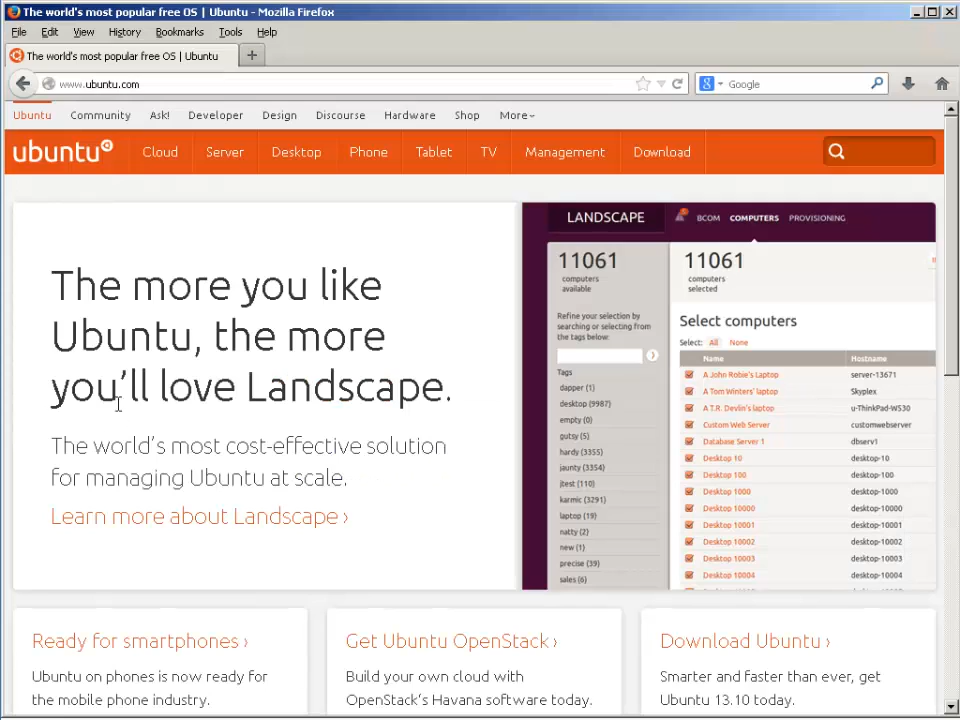 The world's most popular free OS | Ubuntu - Mozilla Firefox
File Edit View History Bookmarks Tools Help
The world's most popular free OS | Ubuntu
www.ubuntu.com
Google
Ubuntu Community Ask! Developer Design Discourse Hardware Shop More
ubuntu Cloud Server Desktop Phone Tablet TV Management Download
LANDSCAPE BCOM COMPUTERS PROVISIONING
The more you like
Ubuntu, the more
you'll love Landscape.
The world's most cost-effective solution
for managing Ubuntu at scale.
Learn more about Landscape ›
11061
computers
available
Refine your selection by
searching or selecting from
the tags below:
Tags
dapper (1)
desktop (9987)
empty (0)
gutsy (5)
hardy (3355)
jaunty (3354)
jtest (110)
karmic (3291)
laptop (19)
natty (2)
new (1)
precise (39)
sales (6)
11061
computers
selected
Select computers
Select: All None
Name Hostname
A John Robie's Laptop server-13671
A Tom Winters' laptop Skyplex
A T.R. Devlin's laptop u-ThinkPad-W530
Custom Web Server customwebserver
Database Server 1 dbserv1
Desktop 10 desktop-10
Desktop 100 desktop-100
Desktop 1000 desktop-1000
Desktop 10000 desktop-10000
Desktop 10001 desktop-10001
Desktop 10002 desktop-10002
Desktop 10003 desktop-10003
Desktop 10004 desktop-10004
Ready for smartphones ›
Ubuntu on phones is now ready for
the mobile phone industry.
Get Ubuntu OpenStack ›
Build your own cloud with
OpenStack's Havana software today.
Download Ubuntu ›
Smarter and faster than ever, get
Ubuntu 13.10 today.